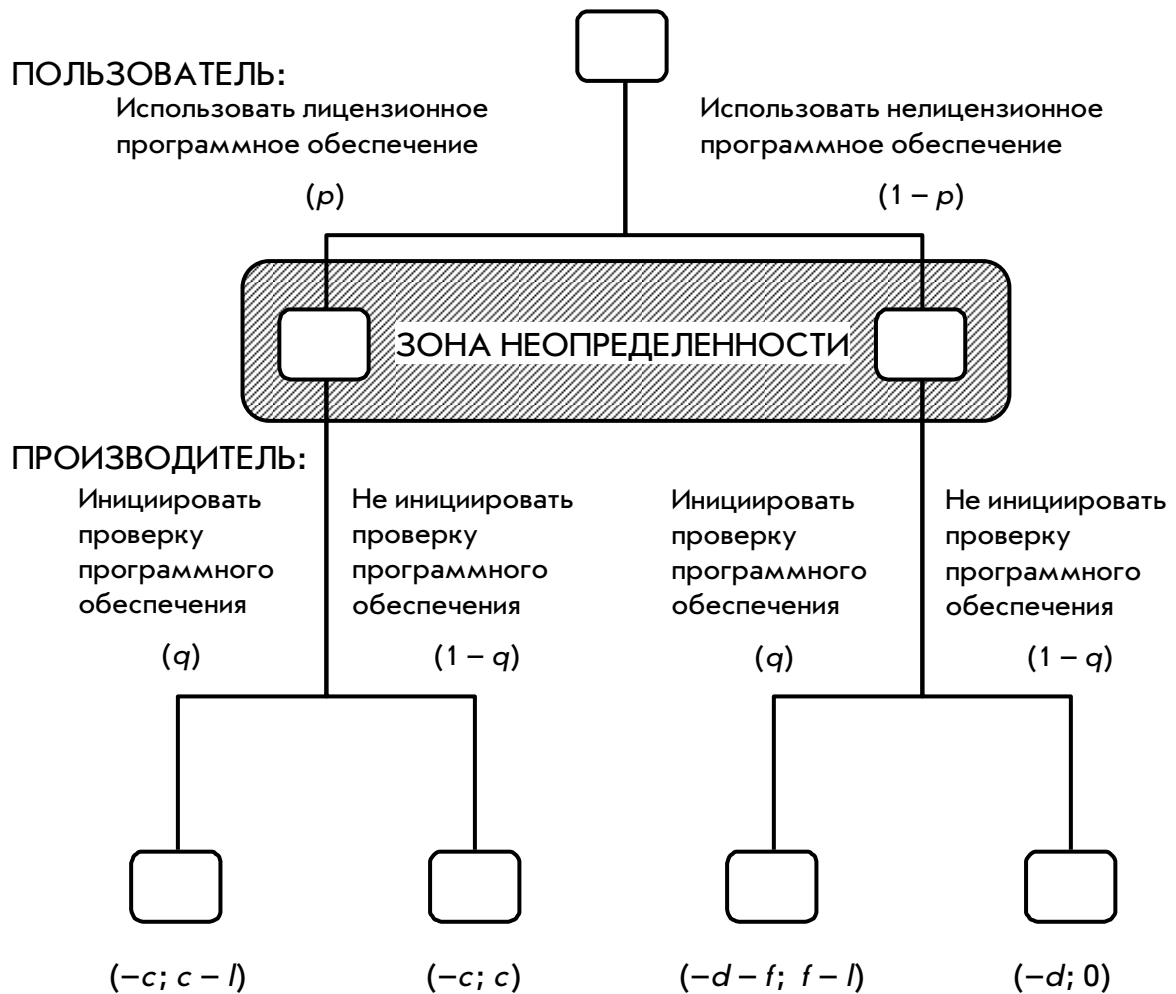 ПОЛЬЗОВАТЕЛЬ:
Использовать лицензионное
программное обеспечение
(p)
Использовать нелицензионное
программное обеспечение
(1 – p)
ЗОНА НЕОПРЕДЕЛЕННОСТИ
ПРОИЗВОДИТЕЛЬ:
Инициировать
проверку
программного
обеспечения
(q)
Не инициировать
проверку
программного
обеспечения
(1 – q)
Инициировать
проверку
программного
обеспечения
(q)
Не инициировать
проверку
программного
обеспечения
(1 – q)
(–c; c – l)
(–c; c)
(–d – f; f – l)
(–d; 0)